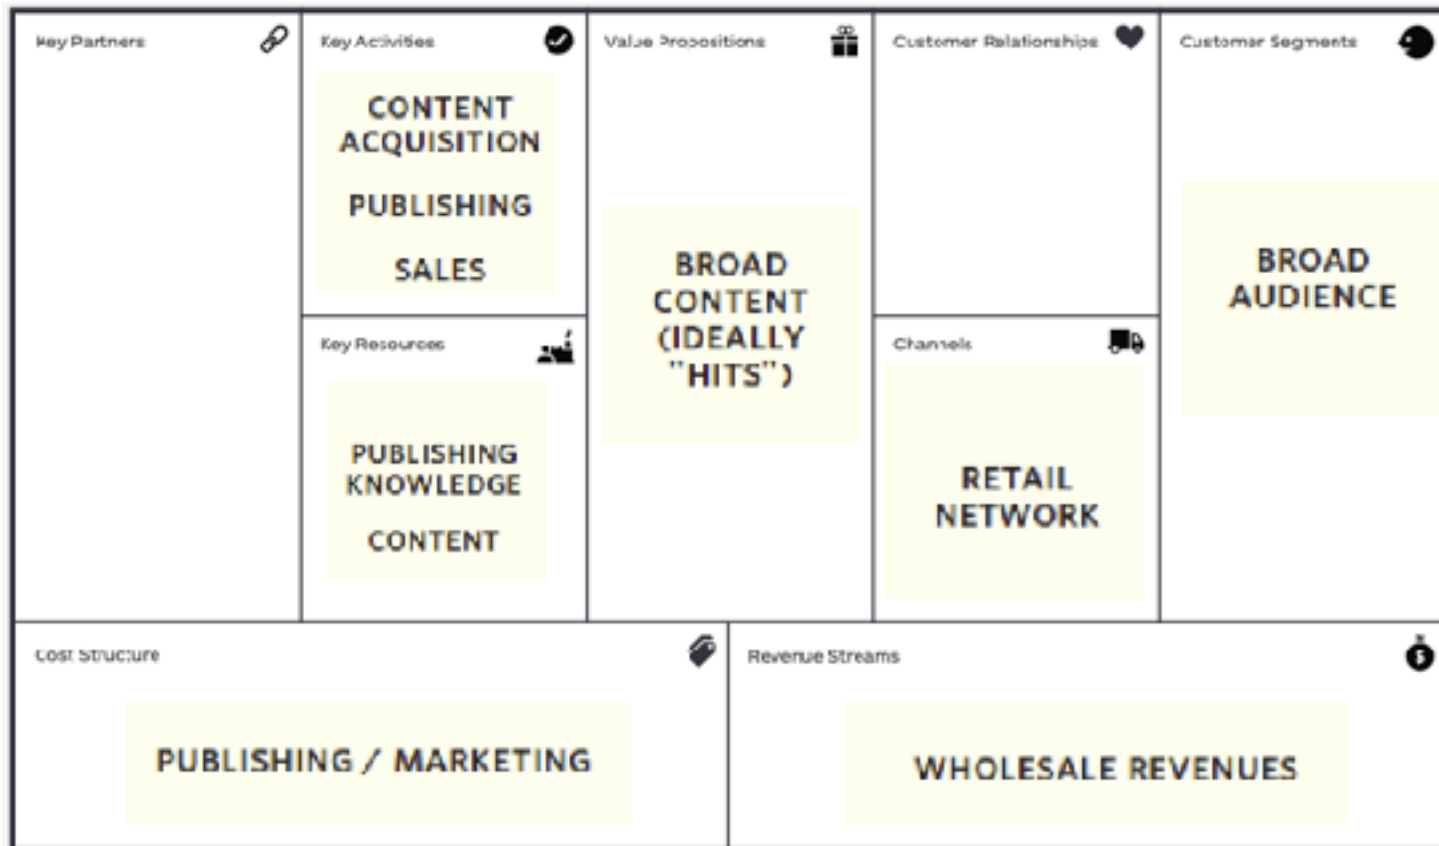 Key Partners
Key Activities
CONTENT
ACQUISITION
PUBLISHING
SALES
Key Resources
PUBLISHING
KNOWLEDGE
CONTENT
Value Propositions
BROAD
CONTENT
(IDEALLY
"HITS")
Customer Relationships
Channels
RETAIL
NETWORK
Customer Segments
BROAD
AUDIENCE
Cost Structure
PUBLISHING / MARKETING
Revenue Streams
$
WHOLESALE REVENUES